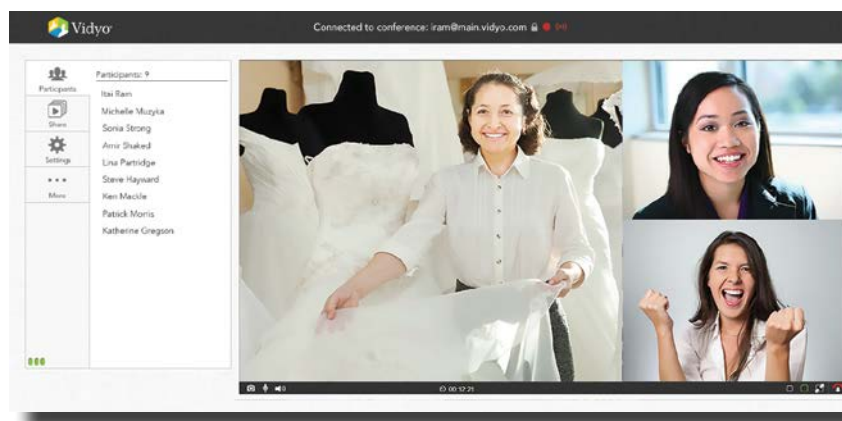 Vidyo
Connected to conference: iram@main.vidyo.com
Participants
Share
Settings
More
Participants: 9
Itai Ram
Michelle Muzyka
Sonia Strong
Amir Shaked
Lina Partridge
Steve Hayward
Ken Mackle
Patrick Morris
Katherine Gregson
00:12:21